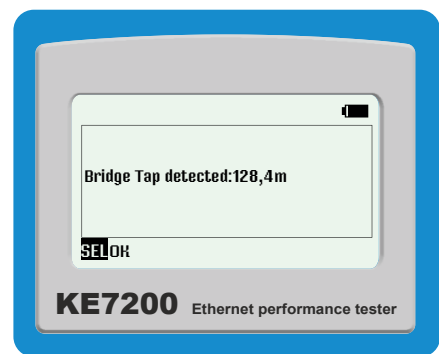 Bridge Tap detected:128,4m
SEL OK
KE7200 Ethernet performance tester